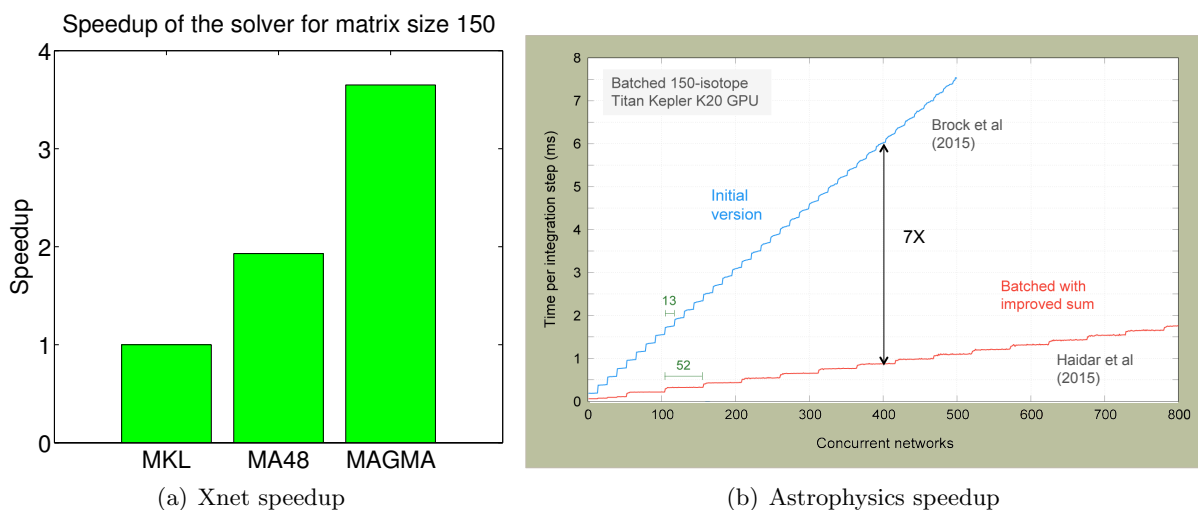 Speedup of the solver for matrix size 150
4
3
2
1
0
Speedup
MKL MA48 MAGMA
(a) Xnet speedup
8
7
6
5
4
3
2
1
0
Time per integration step (ms)
Batched 150-isotope
Titan Kepler K20 GPU
Brock et al
(2015)
Initial
version
7X
13
52
Batched with
improved sum
Haidar et al
(2015)
0 100 200 300 400 500 600 700 800
Concurrent networks
(b) Astrophysics speedup